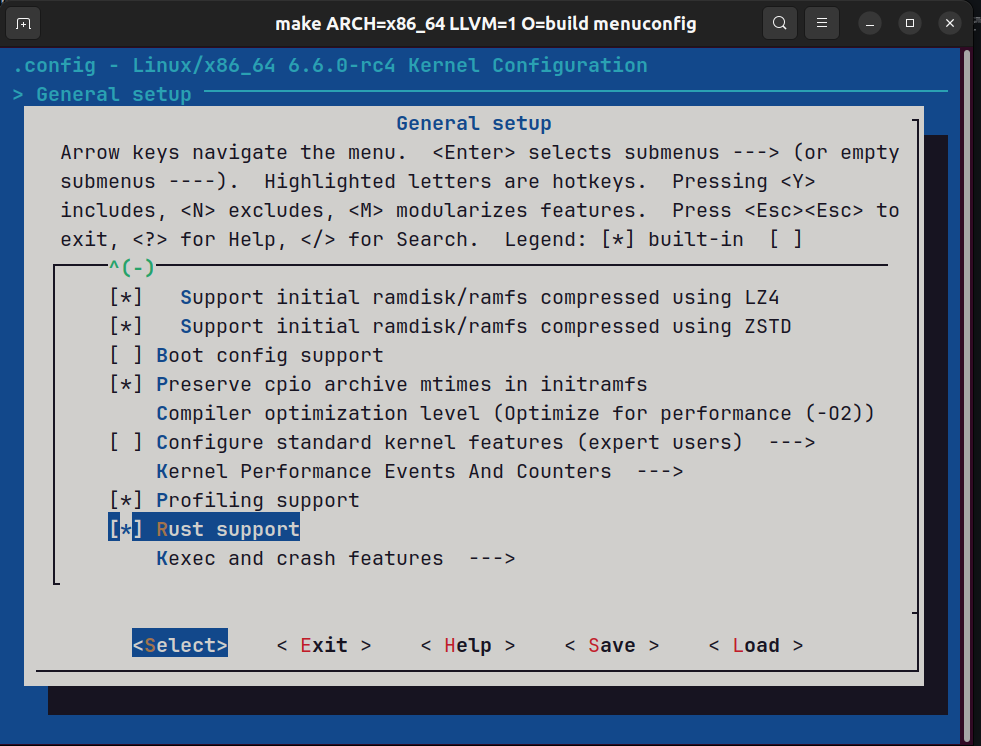 make ARCH=x86_64 LLVM=1 O=build menuconfig
.config - Linux/x86_64 6.6.0-rc4 Kernel Configuration
> General setup
General setup
Arrow keys navigate the menu.  <Enter> selects submenus ---> (or empty
submenus ----).  Highlighted letters are hotkeys.  Pressing <Y>
includes, <N> excludes, <M> modularizes features.  Press <Esc><Esc> to
exit, <?> for Help, </> for Search.  Legend: [*] built-in  [ ]
^(-)
[*]   Support initial ramdisk/ramfs compressed using LZ4
[*]   Support initial ramdisk/ramfs compressed using ZSTD
[ ] Boot config support
[*] Preserve cpio archive mtimes in initramfs
Compiler optimization level (Optimize for performance (-O2))
[ ] Configure standard kernel features (expert users)  --->
Kernel Performance Events And Counters  --->
[*] Profiling support
[*] Rust support
Kexec and crash features  --->
<Select>    < Exit >    < Help >    < Save >    < Load >